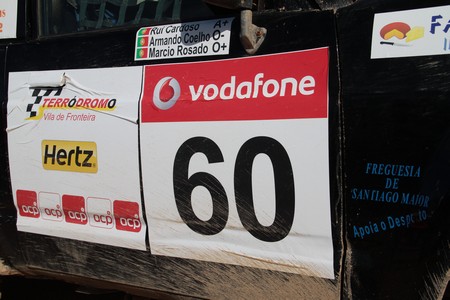 Rui Cardoso A+
Armando Coelho O-
Marcio Rosado O+
TERRÓDROMO
Vila de Fronteira
Hertz
acp acp acp acp
vodafone
60
FREGUESIA
DE
"SANTIAGO MAIOR"
Apoia o